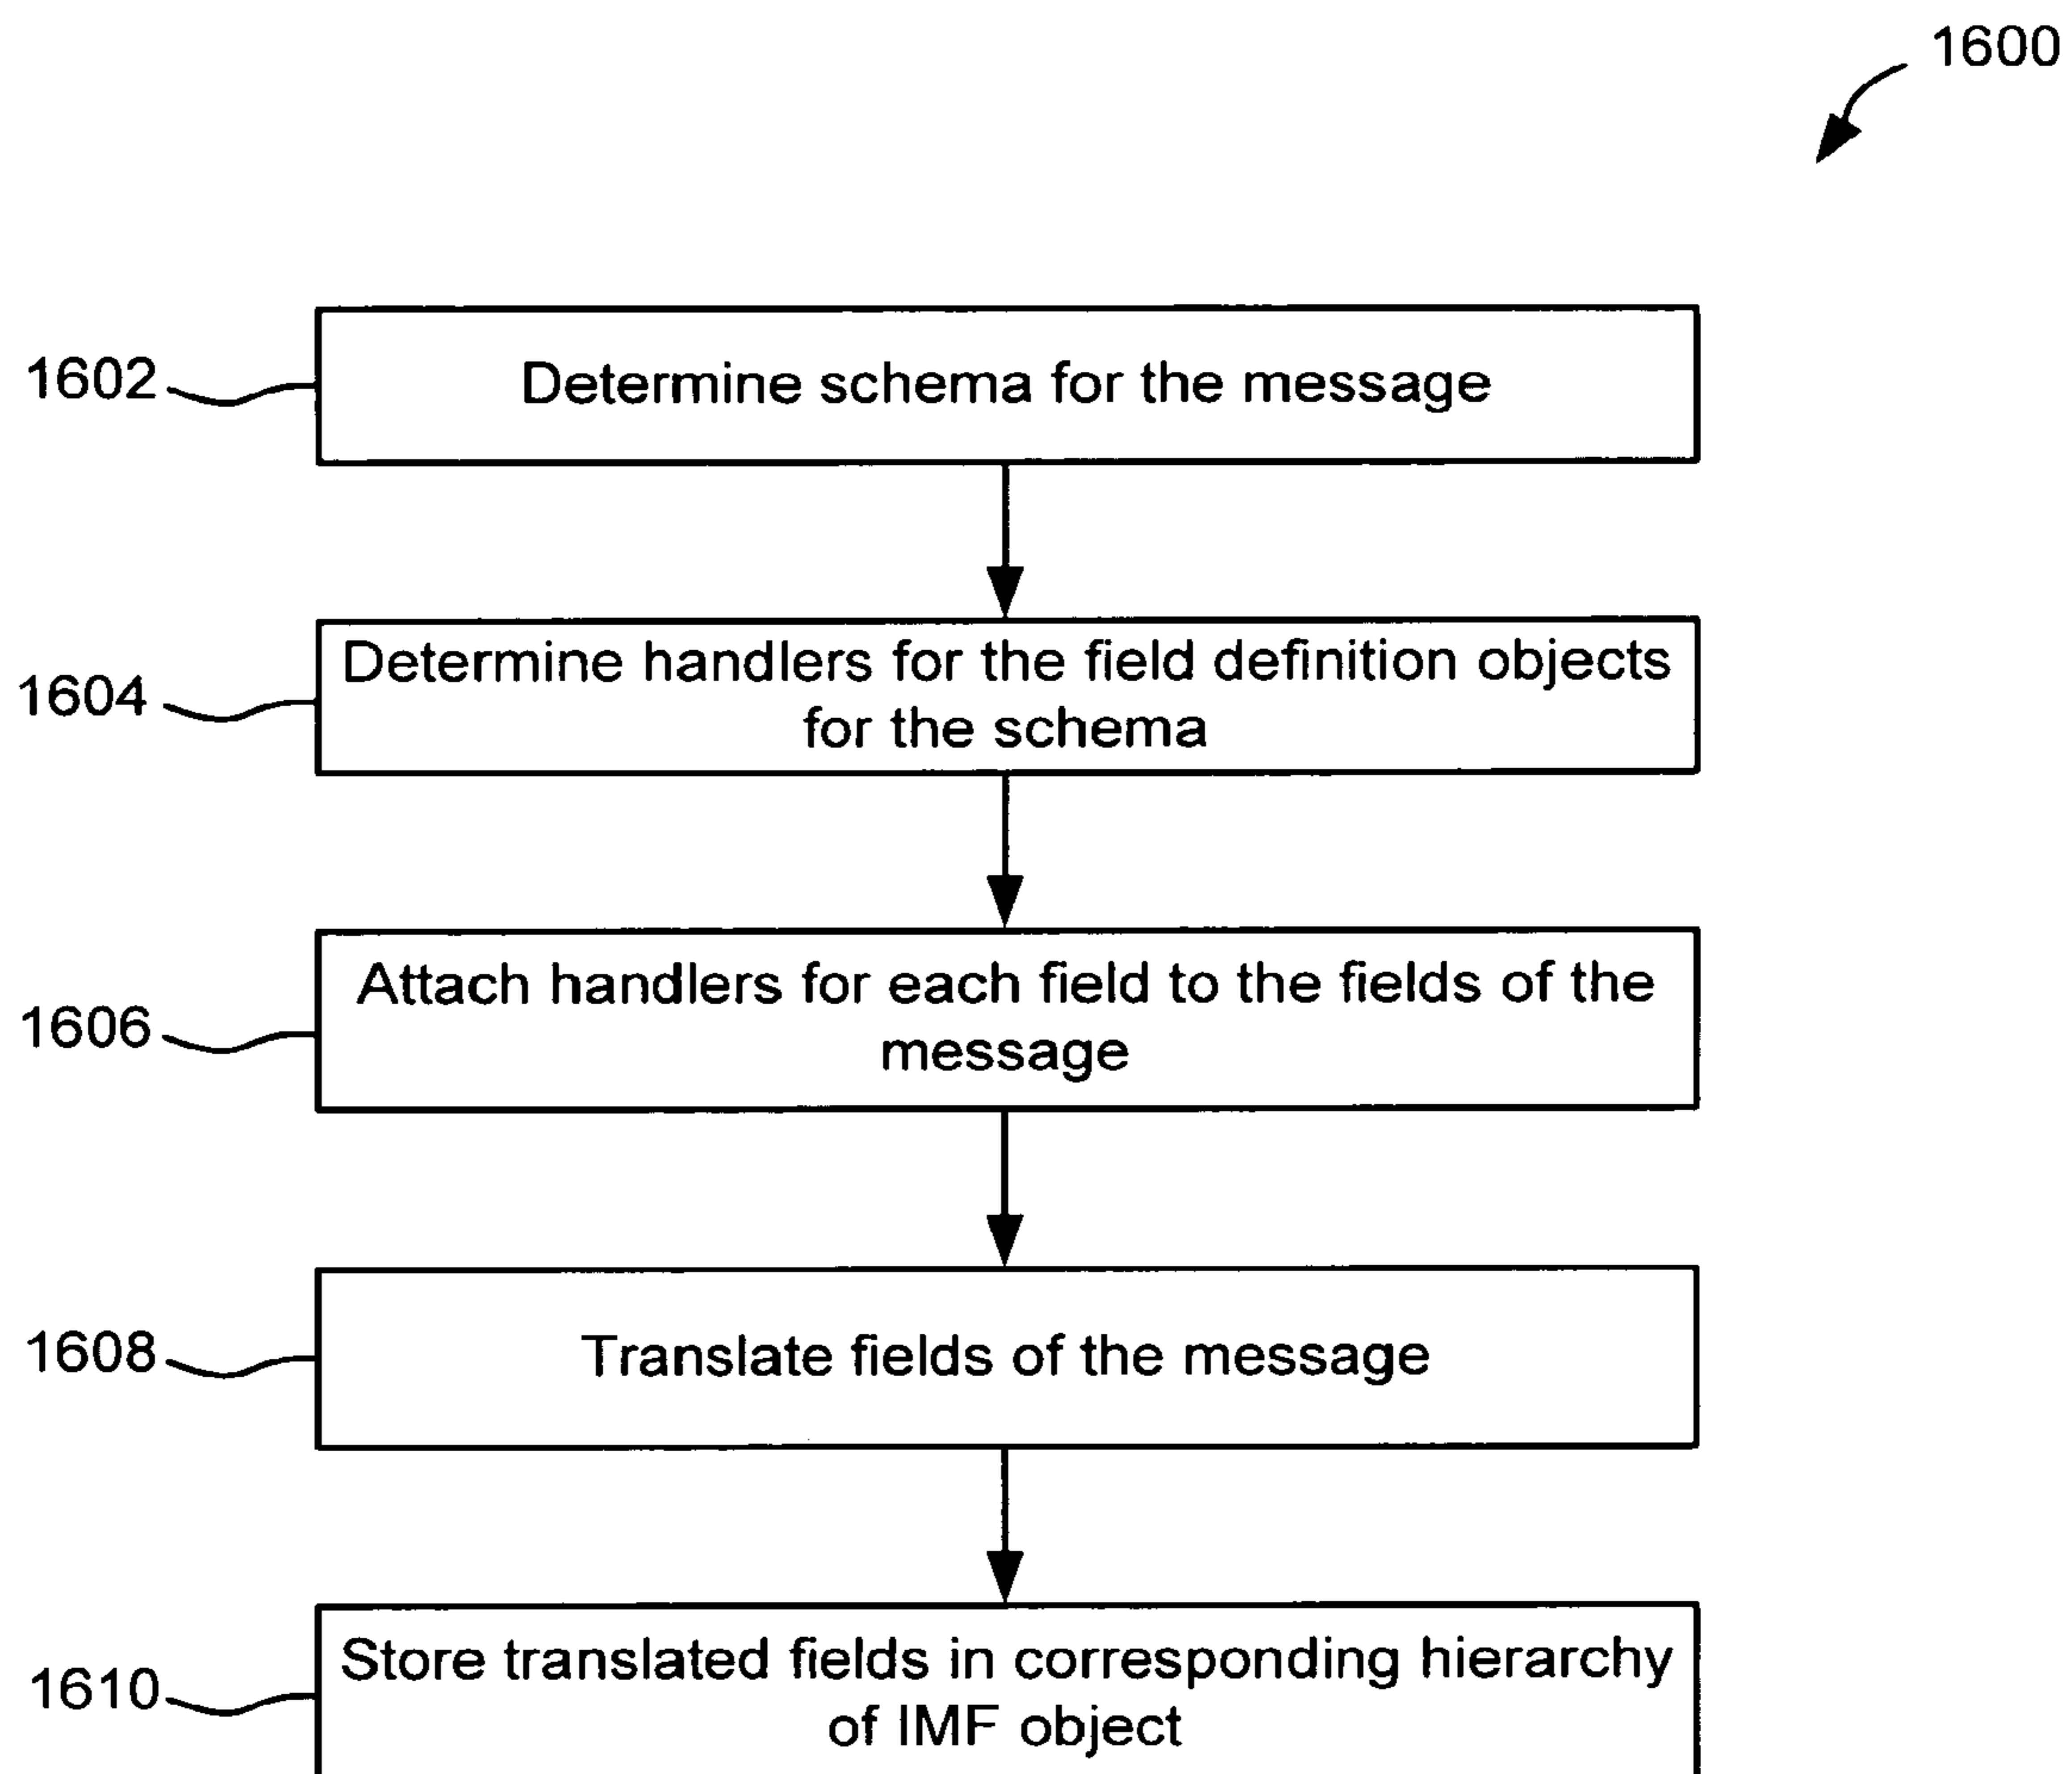 1600
1602
Determine schema for the message
1604
Determine handlers for the field definition objects
for the schema
1606
Attach handlers for each field to the fields of the
message
1608
Translate fields of the message
1610
Store translated fields in corresponding hierarchy
of IMF object